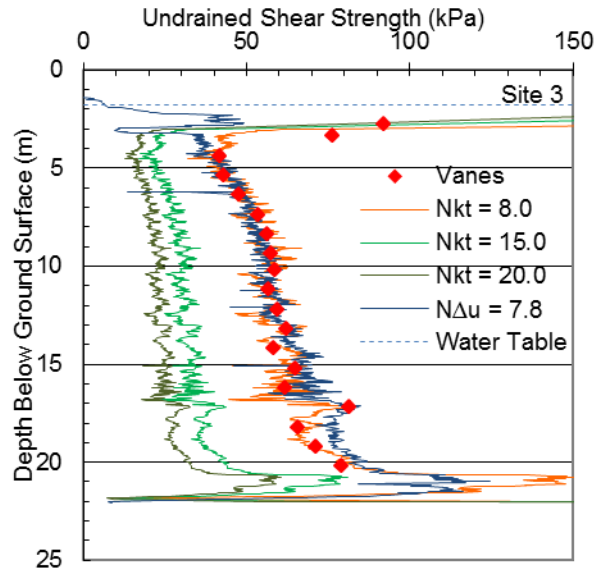 Undrained Shear Strength (kPa)
0 50 100 150
0
Site 3
5
Vanes
Nkt = 8.0
Nkt = 15.0
10
Nkt = 20.0
N∆u = 7.8
Water Table
15
20
25
Depth Below Ground Surface (m)